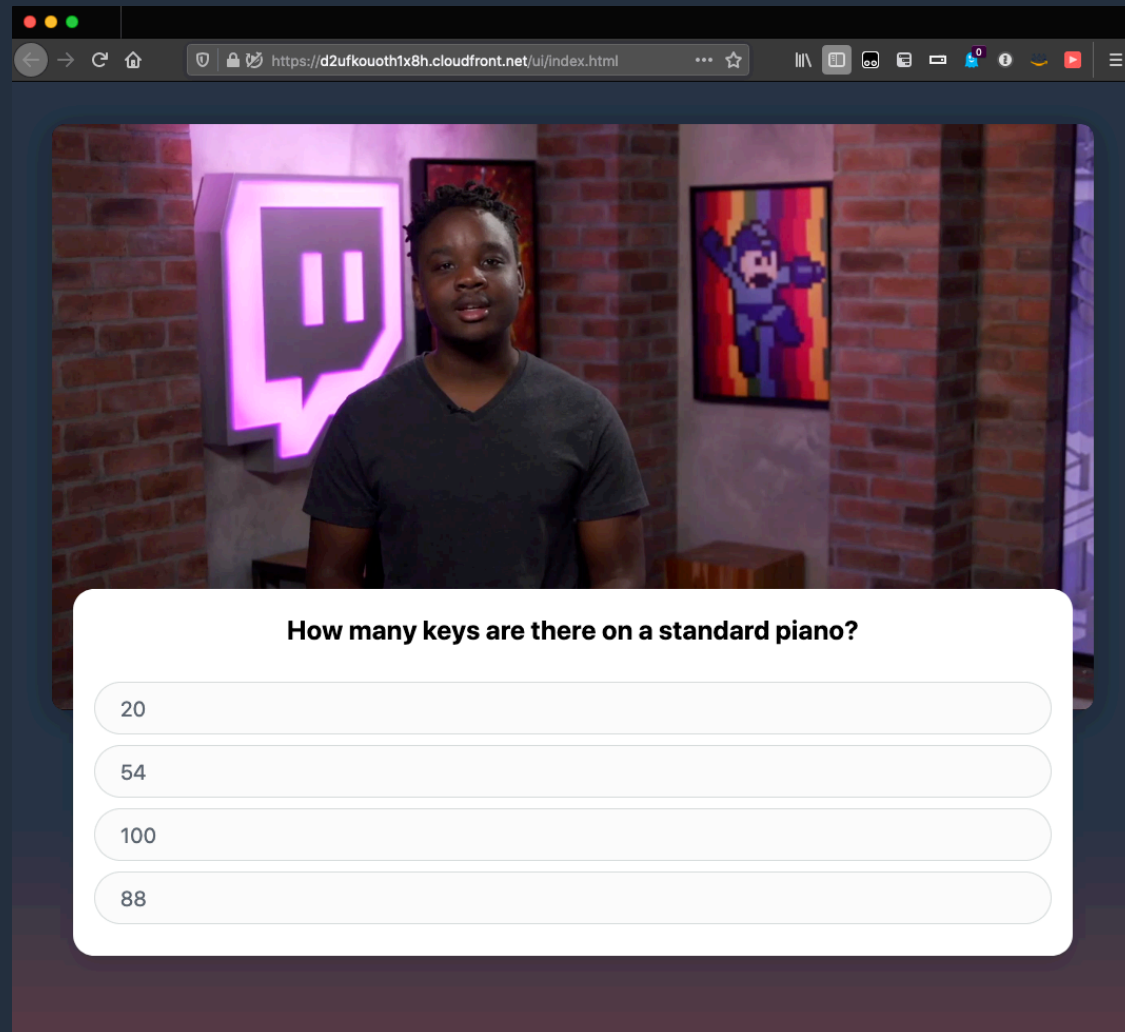 https://d2ufkouoth1x8h.cloudfront.net/ui/index.html
0
How many keys are there on a standard piano?
20
54
100
88